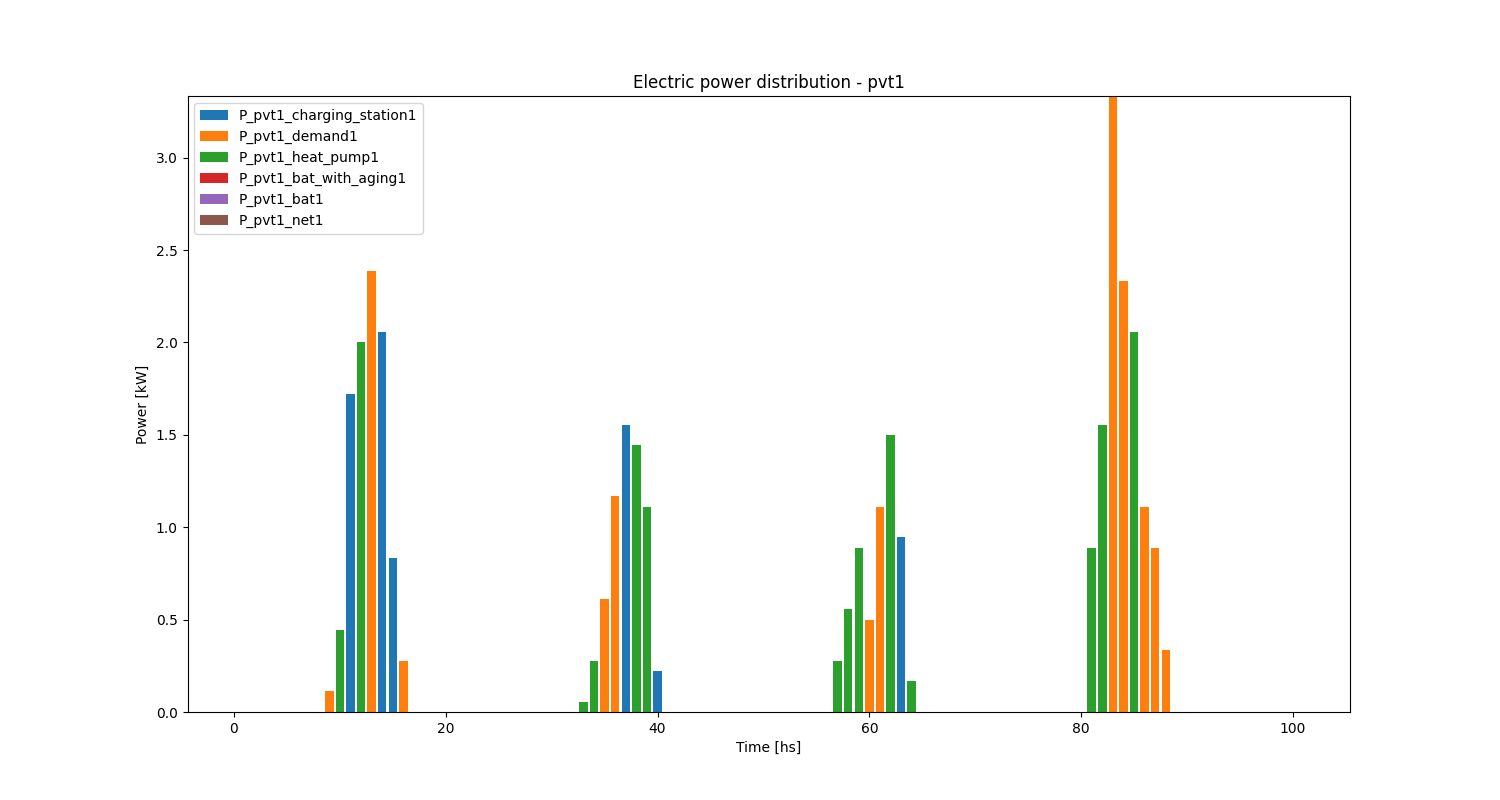 Electric power distribution - pvt1
P_pvt1_charging_station1
P_pvt1_demand1
P_pvt1_heat_pump1
P_pvt1_bat_with_aging1
P_pvt1_bat1
P_pvt1_net1
3.0
2.5
2.0
1.5
1.0
0.5
0.0
Power [kW]
0 20 40 60 80 100
Time [hs]